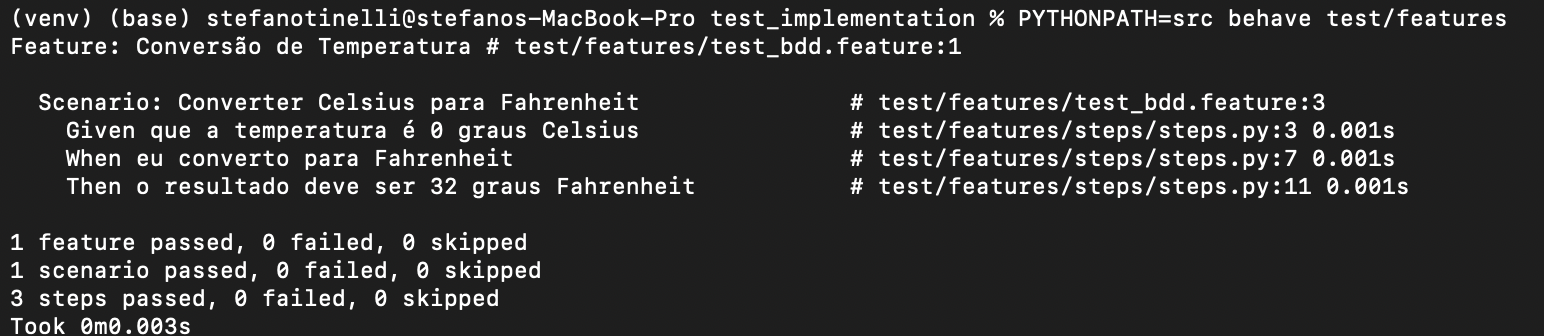 (venv) (base) stefanotinelli@stefanos-MacBook-Pro test_implementation % PYTHONPATH=src behave test/features
Feature: Conversão de Temperatura # test/features/test_bdd.feature:1
Scenario: Converter Celsius para Fahrenheit # test/features/test_bdd.feature:3
Given que a temperatura é 0 graus Celsius # test/features/steps/steps.py:3 0.001s
When eu converto para Fahrenheit # test/features/steps/steps.py:7 0.001s
Then o resultado deve ser 32 graus Fahrenheit # test/features/steps/steps.py:11 0.001s
1 feature passed, 0 failed, 0 skipped
1 scenario passed, 0 failed, 0 skipped
3 steps passed, 0 failed, 0 skipped
Took 0m0.003s